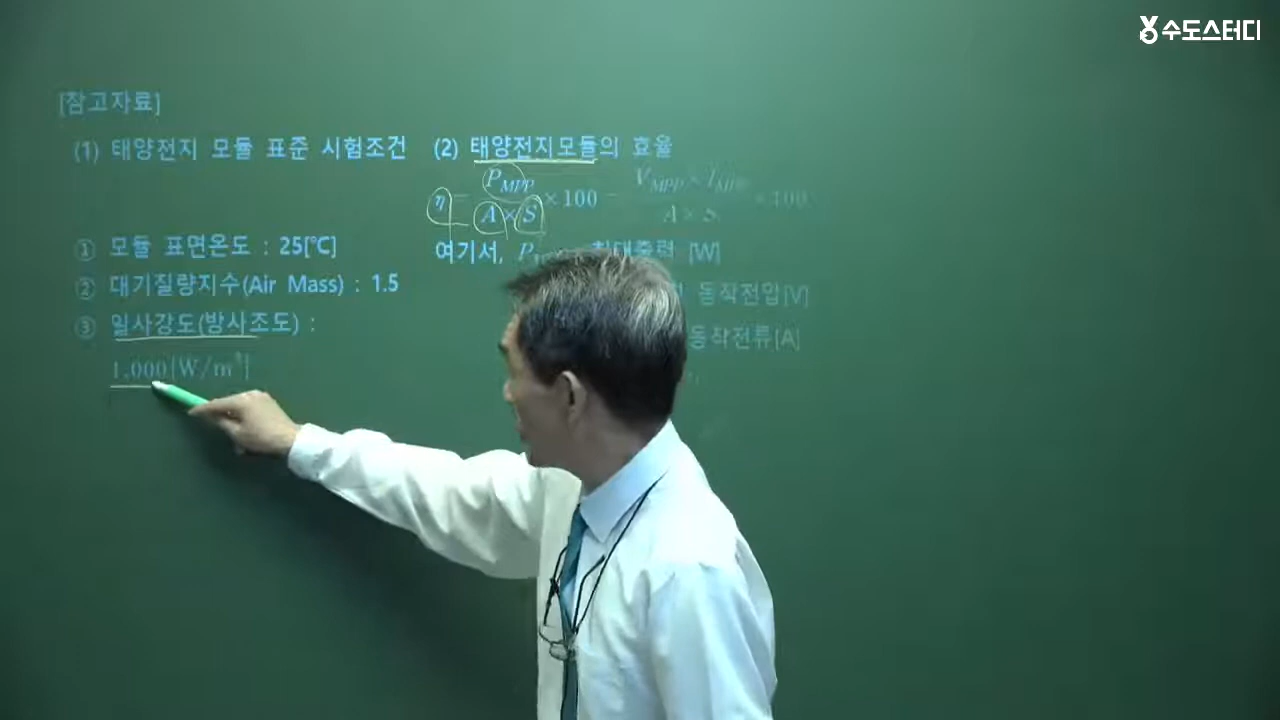 수도스터디
[참고자료]
(1) 태양전지 모듈 표준 시험조건
① 모듈 표면온도 : 25[℃]
② 대기질량지수(Air Mass) : 1.5
③ 일사강도(방사조도) :
1,000[W/m²]
(2) 태양전지모듈의 효율
η = P_MPP / (A × S) × 100 = V_MPP × I_MPP / (A × S) × 100
여기서, 최대출력 [W]
동작전압[V]
동작전류[A]